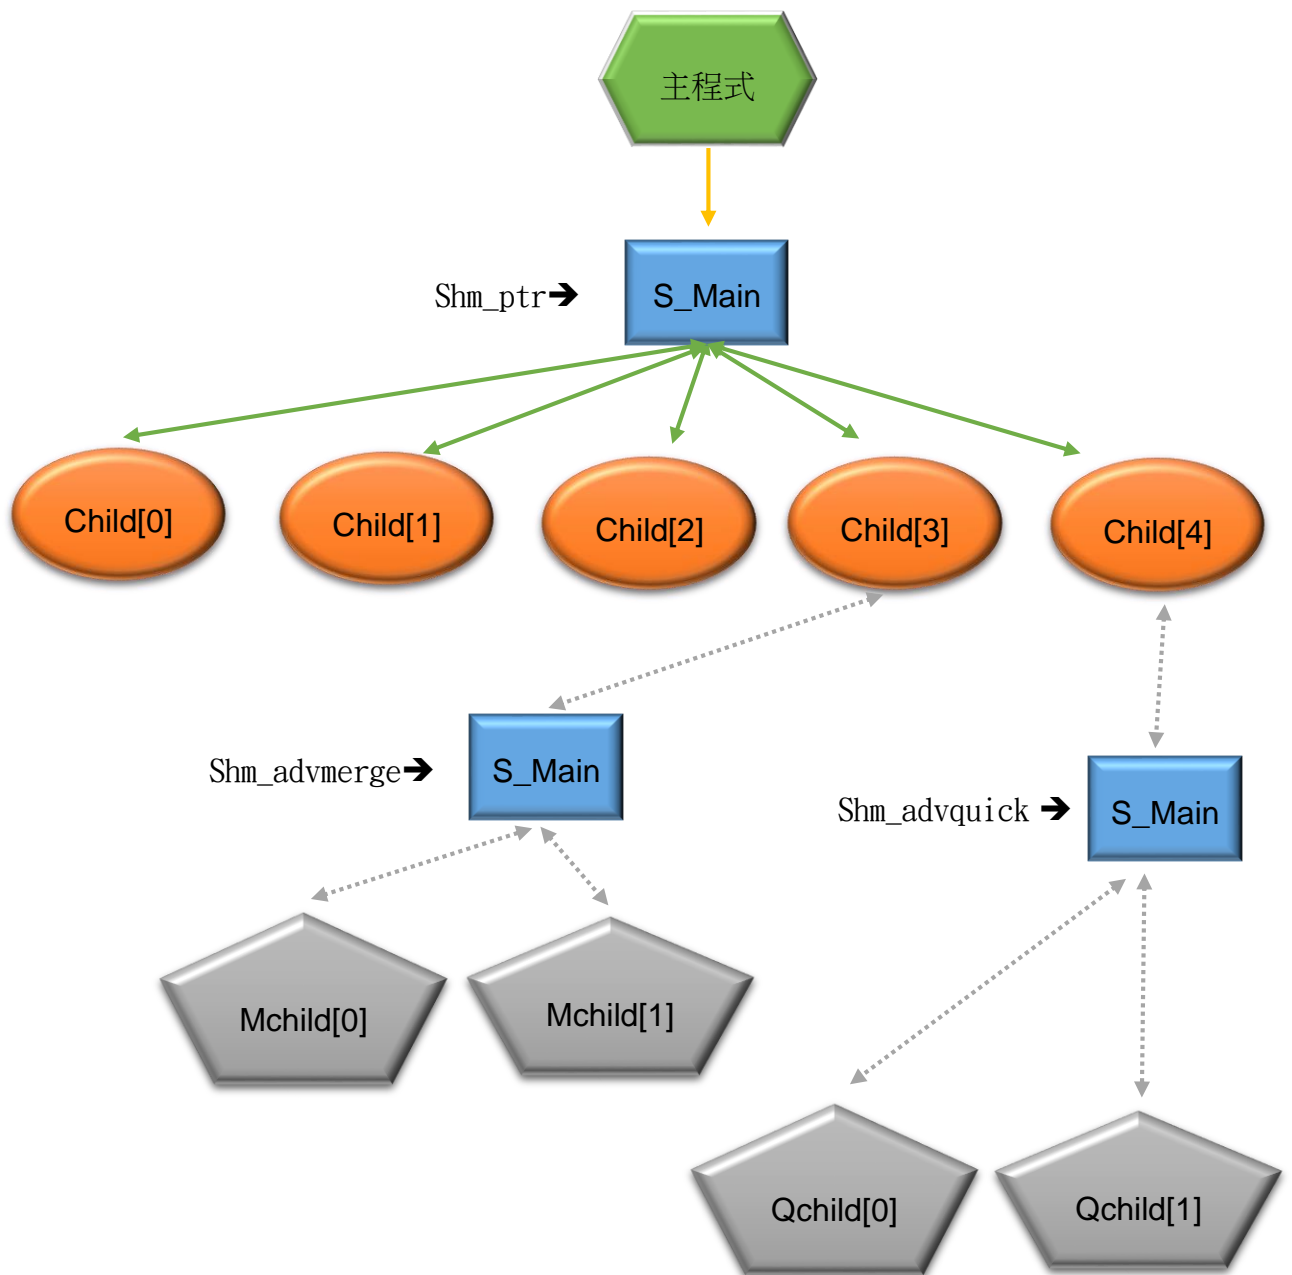 主程式
Shm_ptr➔
S_Main
Child[0]
Child[1]
Child[2]
Child[3]
Child[4]
Shm_advmerge➔
S_Main
Shm_advquick ➔
S_Main
Mchild[0]
Mchild[1]
Qchild[0]
Qchild[1]